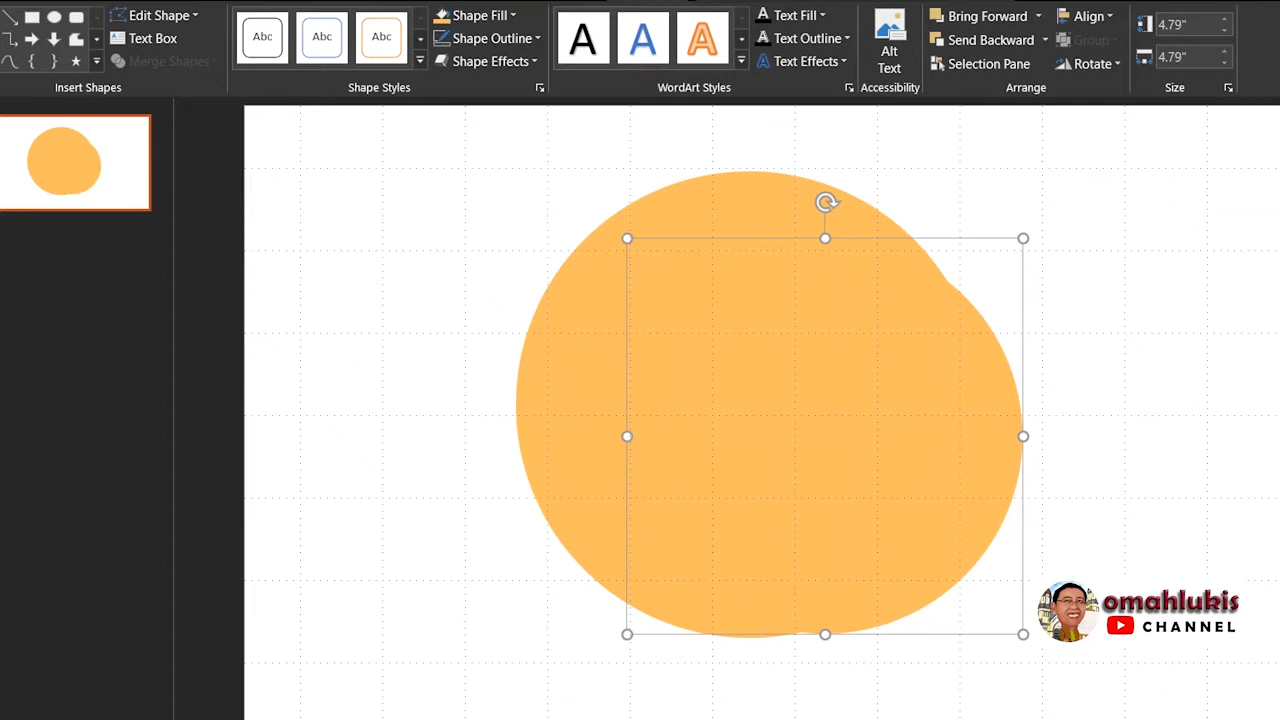 Edit Shape
Text Box
Merge Shapes
Insert Shapes
Abc
Abc
Abc
Shape Fill
Shape Outline
Shape Effects
Shape Styles
A
A
A
Text Fill
Text Outline
Text Effects
WordArt Styles
Alt
Text
Accessibility
Bring Forward
Send Backward
Selection Pane
Align
Group
Rotate
Arrange
4.79"
4.79"
Size
omahlukis
CHANNEL